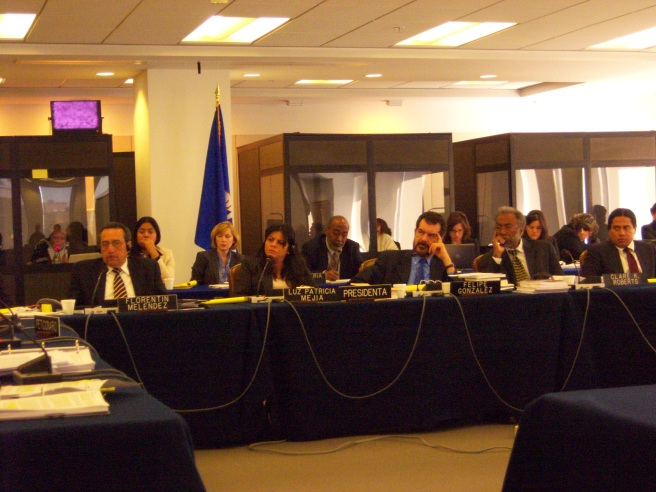 FLORENTIN
MELENDEZ
LUZ PATRICIA
MEJIA
PRESIDENTA
FELIPE
GONZALEZ
CLARE K.
ROBERTS